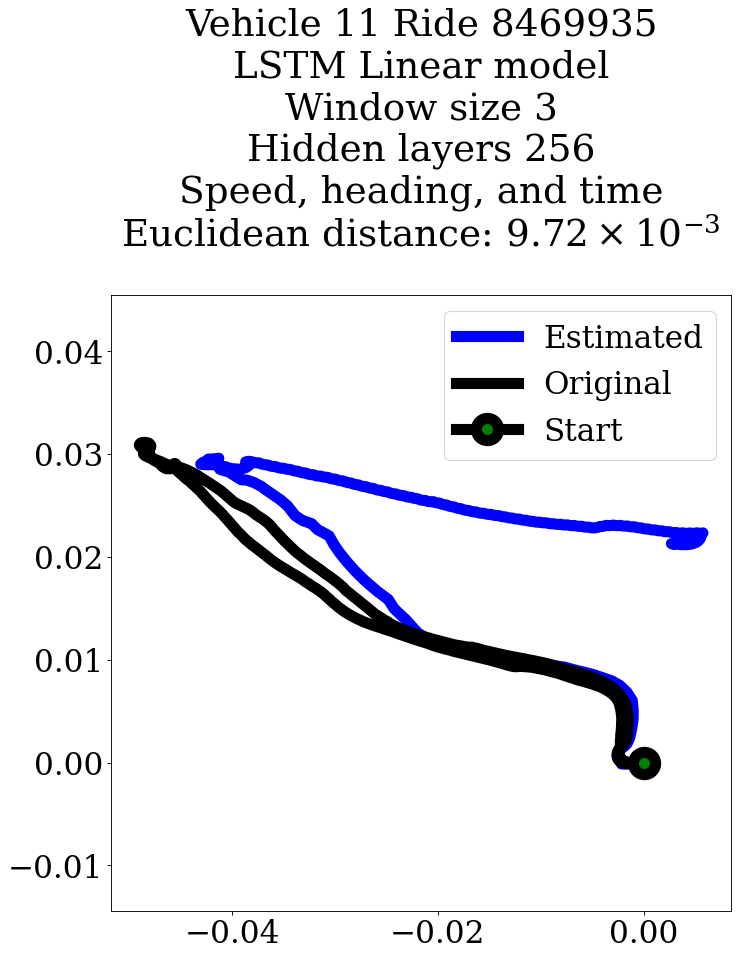 Vehicle 11 Ride 8469935
LSTM Linear model
Window size 3
Hidden layers 256
Speed, heading, and time
Euclidean distance: 9.72 × 10⁻³
Estimated
Original
Start
0.04
0.03
0.02
0.01
0.00
−0.01
−0.04
−0.02
0.00